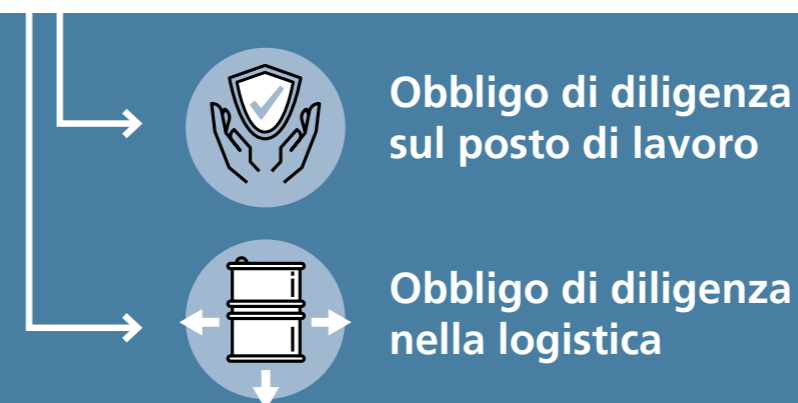 Obbligo di diligenza
sul posto di lavoro
Obbligo di diligenza
nella logistica